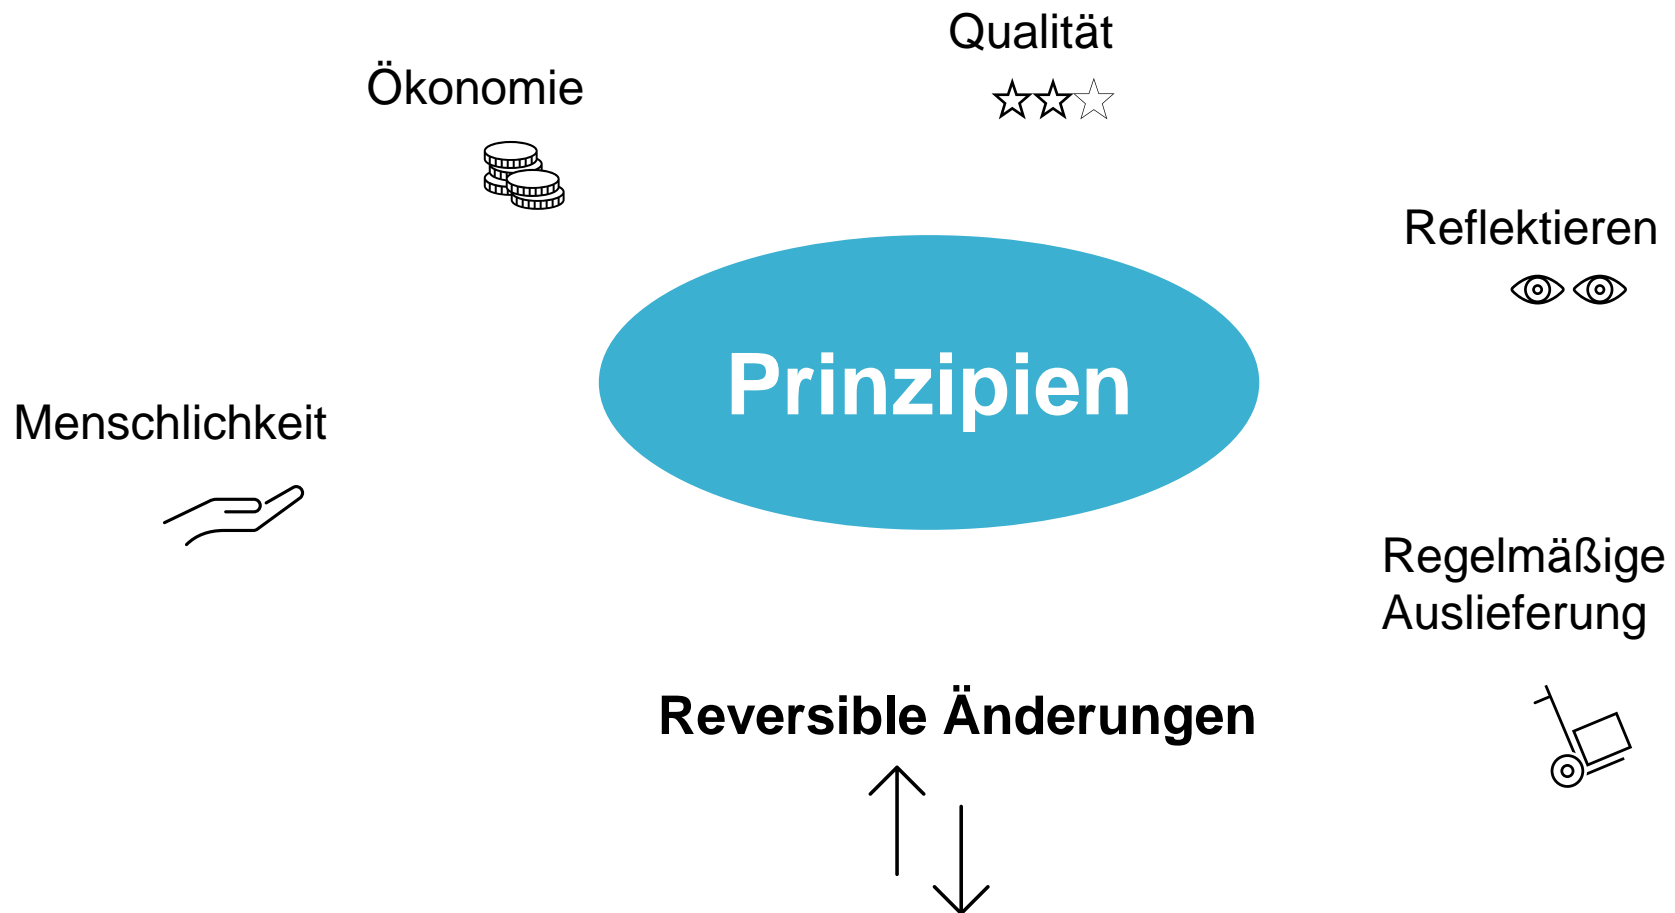 Qualität
Ökonomie
Reflektieren
Prinzipien
Menschlichkeit
Regelmäßige
Auslieferung
Reversible Änderungen